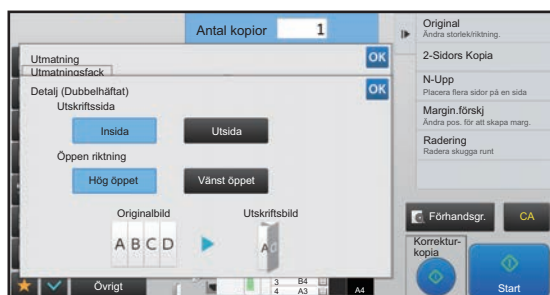 Antal kopior 1
Utmatning
OK
Utmatningsfack
Detalj (Dubbelhäftat)
OK
Utskriftssida
Insida
Utsida
Öppen riktning
Hög öppet
Vänst öppet
Originalbild
Utskriftsbild
A B C D
A
Övrigt
3 B4
4 A3
A4
Original
Ändra storlek/riktning.
2-Sidors Kopia
N-Upp
Placera flera sidor på en sida
Margin.förskj
Ändra pos. för att skapa marg.
Radering
Radera skugga runt
Förhandsgr.
CA
Korrektur-
kopia
Start